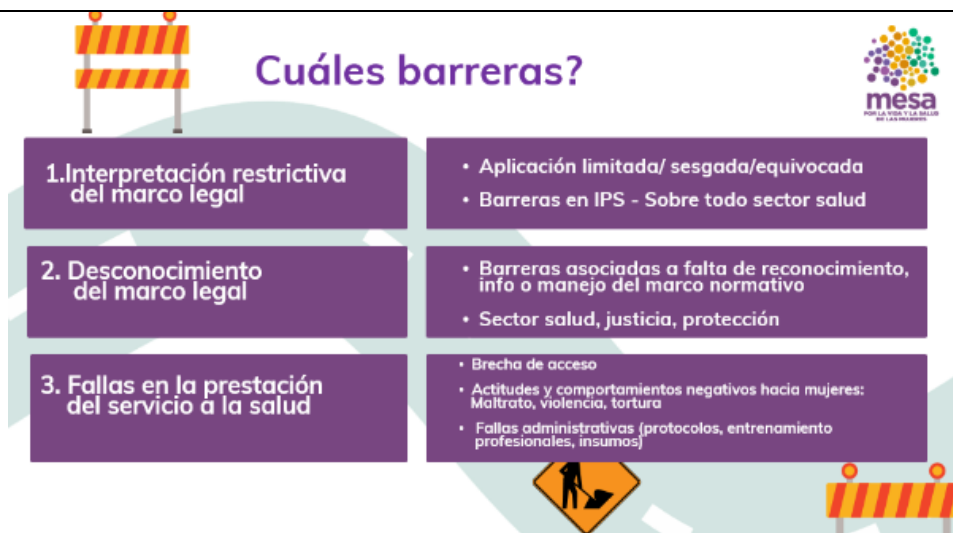 Cuáles barreras?
mesa
POR LA VIDA Y LA SALUD
DE LAS MUJERES
1.Interpretación restrictiva
del marco legal
• Aplicación limitada/ sesgada/equivocada
• Barreras en IPS - Sobre todo sector salud
2. Desconocimiento
del marco legal
• Barreras asociadas a falta de reconocimiento,
info o manejo del marco normativo
• Sector salud, justicia, protección
3. Fallas en la prestación
del servicio a la salud
• Brecha de acceso
• Actitudes y comportamientos negativos hacia mujeres:
Maltrato, violencia, tortura
• Fallas administrativas (protocolos, entrenamiento
profesionales, insumos)